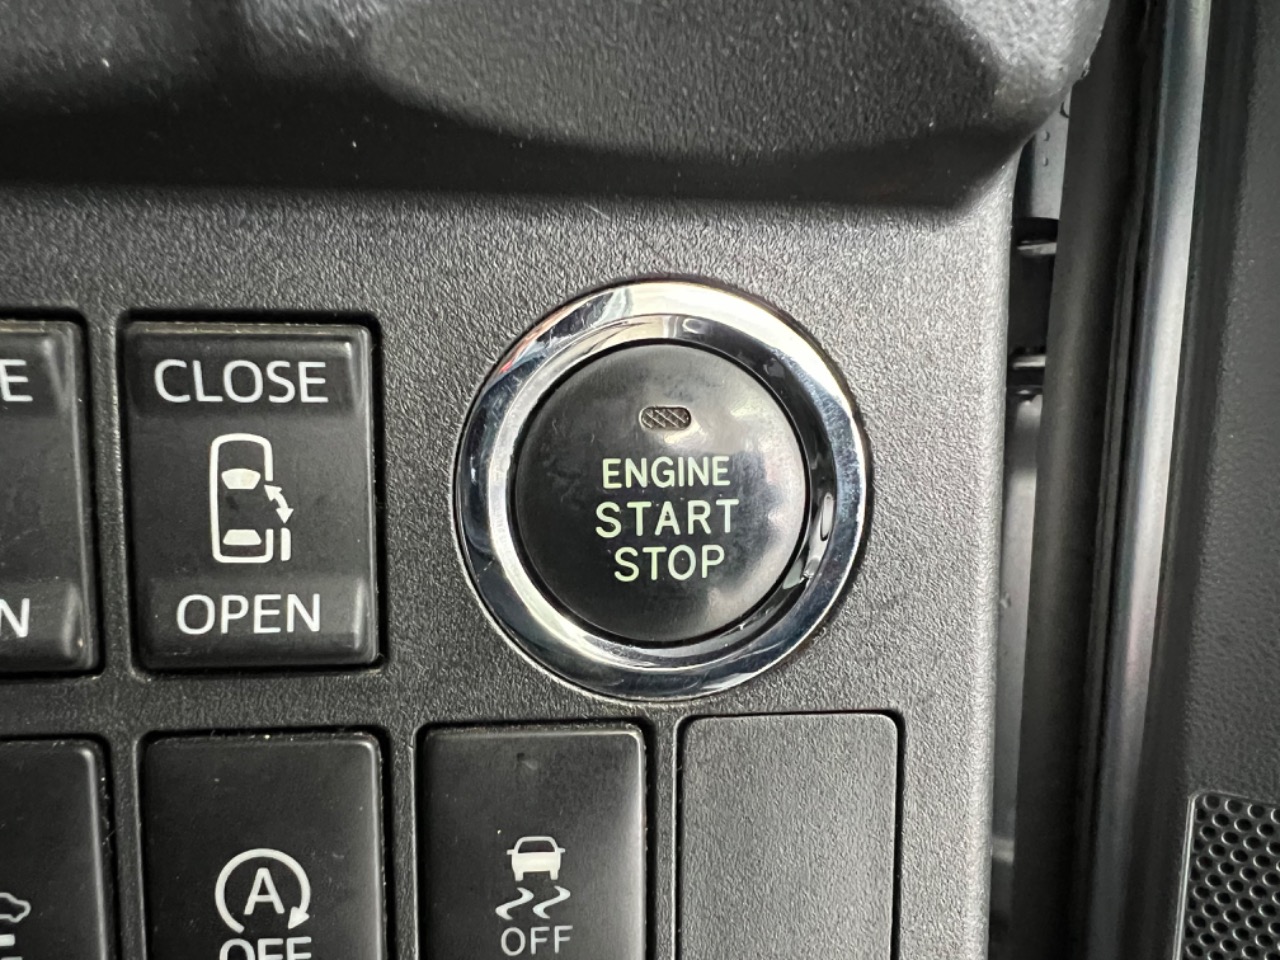 CLOSE
OPEN
ENGINE
START
STOP
A
OFF
OFF